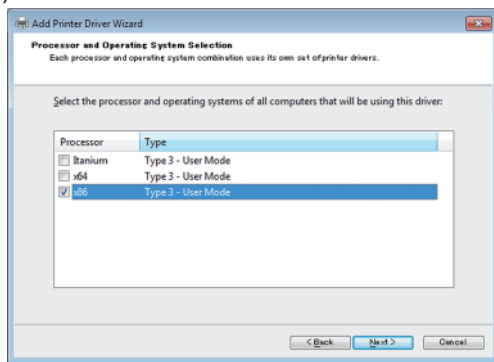 )
Add Printer Driver Wizard
Processor and Operating System Selection
Each processor and operating system combination uses its own set ofprinter drivers.
Select the processor and operating systems of all computers that will be using this driver:
Processor Type
Itanium Type 3 - User Mode
x64 Type 3 - User Mode
x86 Type 3 - User Mode
< Back Next > Cancel